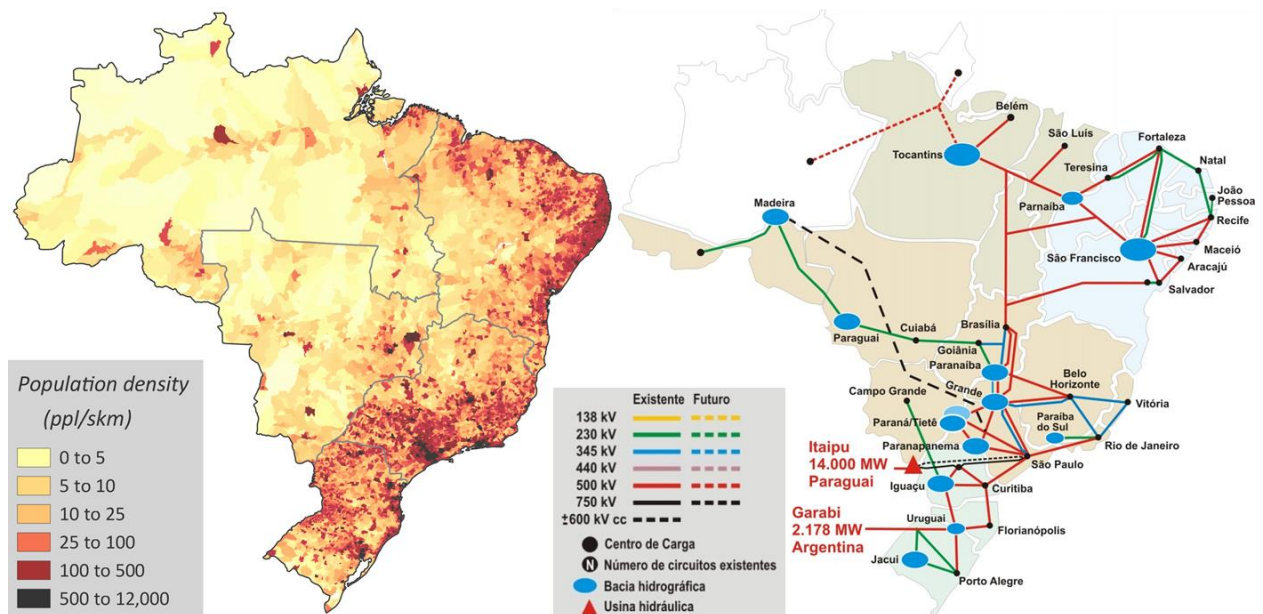 Population density
(ppl/skm)
0 to 5
5 to 10
10 to 25
25 to 100
100 to 500
500 to 12,000
Belém
São Luís
Fortaleza
Tocantins
Teresina
Natal
João
Pessoa
Madeira
Parnaíba
Recife
São Francisco
Maceió
Aracajú
Salvador
Paraguai
Cuiabá
Brasília
Goiânia
Paranaíba
Belo
Horizonte
Campo Grande
Grande
Vitória
Paraná/Tietê
Paraíba
do Sul
Paranapanema
Rio de Janeiro
São Paulo
Itaipu
14.000 MW
Paraguai
Iguaçu
Curitiba
Garabi
2.178 MW
Argentina
Uruguai
Florianópolis
Jacui
Porto Alegre
Existente Futuro
138 kV
230 kV
345 kV
440 kV
500 kV
750 kV
±600 kV cc
Centro de Carga
N Número de circuitos existentes
Bacia hidrográfica
Usina hidráulica